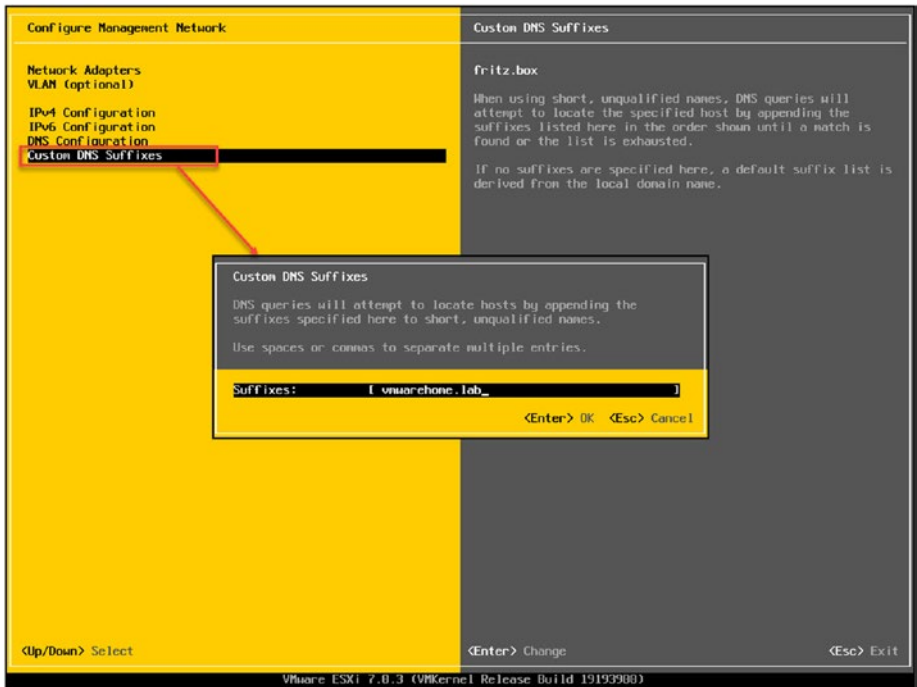 Configure Management Network
Custom DNS Suffixes
Network Adapters
VLAN (optional)
IPv4 Configuration
IPv6 Configuration
DNS Configuration
Custom DNS Suffixes
fritz.box
When using short, unqualified names, DNS queries will
attempt to locate the specified host by appending the
suffixes listed here in the order shown until a match is
found or the list is exhausted.
If no suffixes are specified here, a default suffix list is
derived from the local domain name.
Custom DNS Suffixes
DNS queries will attempt to locate hosts by appending the
suffixes specified here to short, unqualified names.
Use spaces or commas to separate multiple entries.
Suffixes: [ vmwarehome.lab_ ]
<Enter> OK <Esc> Cancel
<Up/Down> Select
<Enter> Change
<Esc> Exit
VMware ESXi 7.0.3 (VMKernel Release Build 19193900)